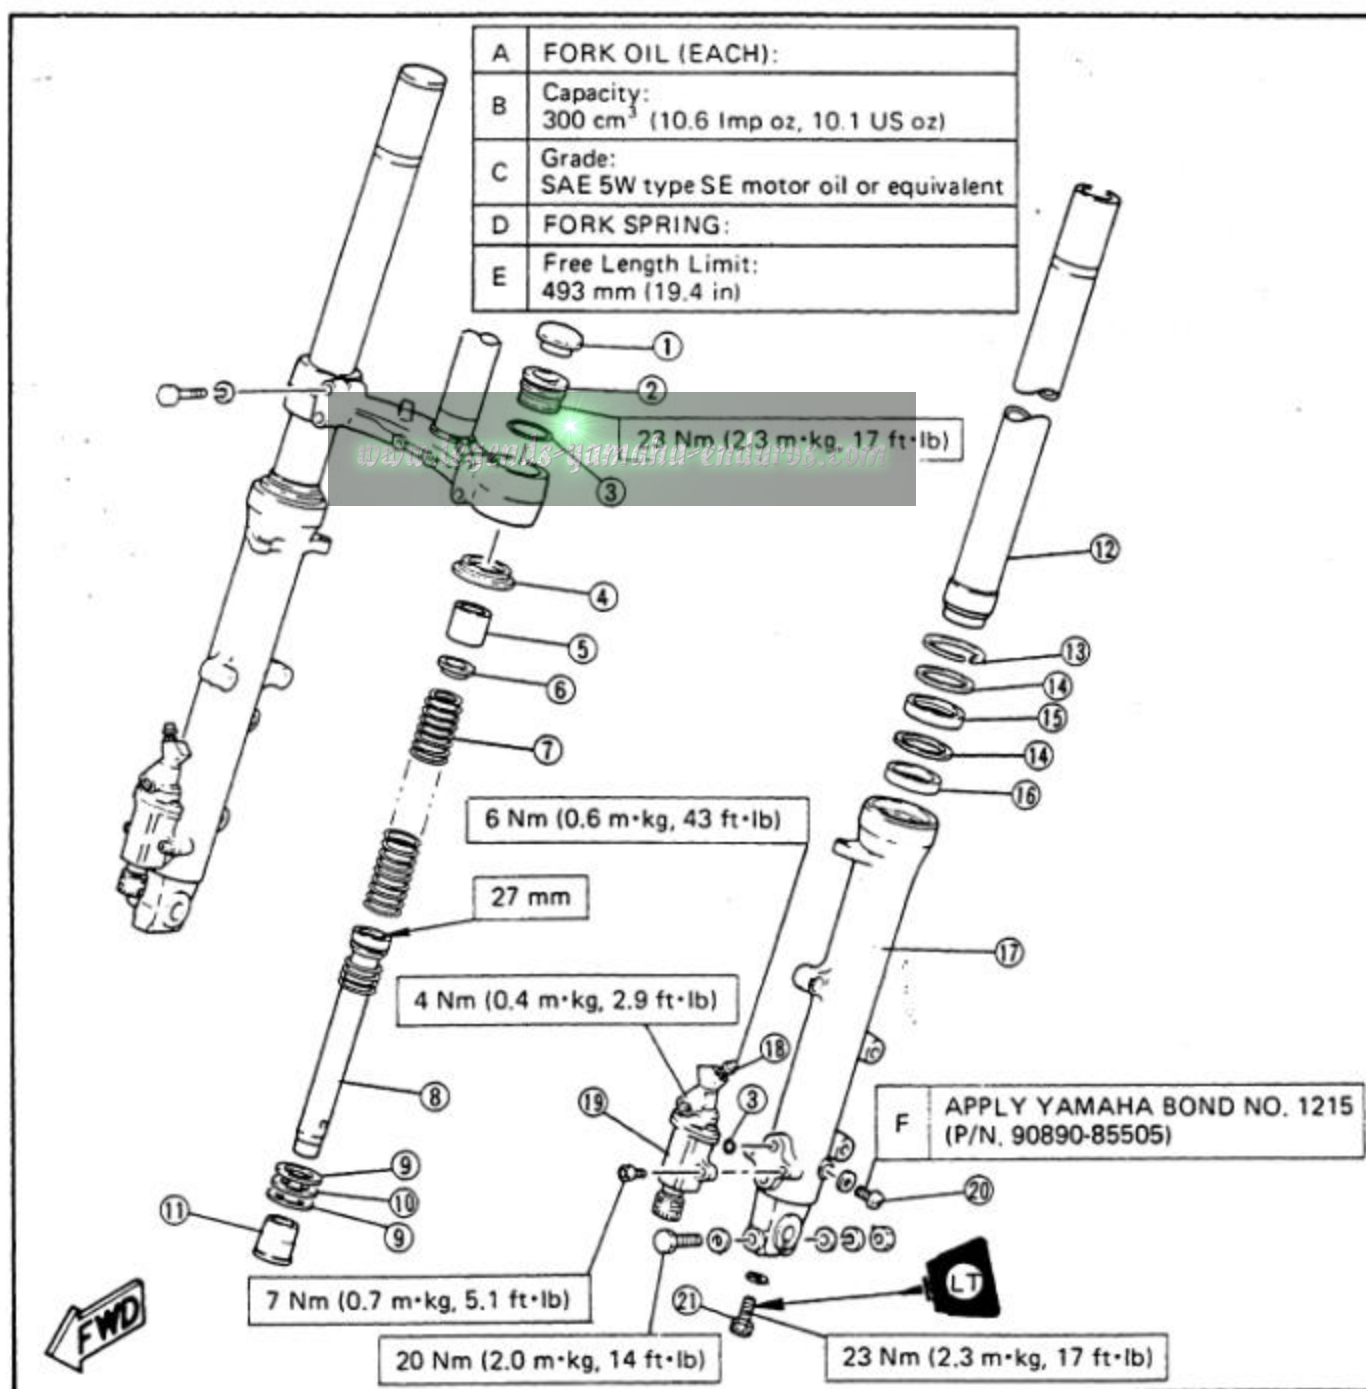 A FORK OIL (EACH):
B Capacity:
300 cm³ (10.6 Imp oz, 10.1 US oz)
C Grade:
SAE 5W type SE motor oil or equivalent
D FORK SPRING:
E Free Length Limit:
493 mm (19.4 in)
①
②
23 Nm (2.3 m·kg, 17 ft·lb)
www.legends-yamaha-enduros.com
③
④
⑤
⑥
⑦
⑫
⑬
⑭
⑮
⑭
⑯
6 Nm (0.6 m·kg, 43 ft·lb)
27 mm
⑰
4 Nm (0.4 m·kg, 2.9 ft·lb)
⑱
⑧
⑲
③
F APPLY YAMAHA BOND NO. 1215
(P/N. 90890-85505)
⑨
⑩
⑨
⑪
⑳
7 Nm (0.7 m·kg, 5.1 ft·lb)
LT
㉑
FWD
20 Nm (2.0 m·kg, 14 ft·lb)
23 Nm (2.3 m·kg, 17 ft·lb)